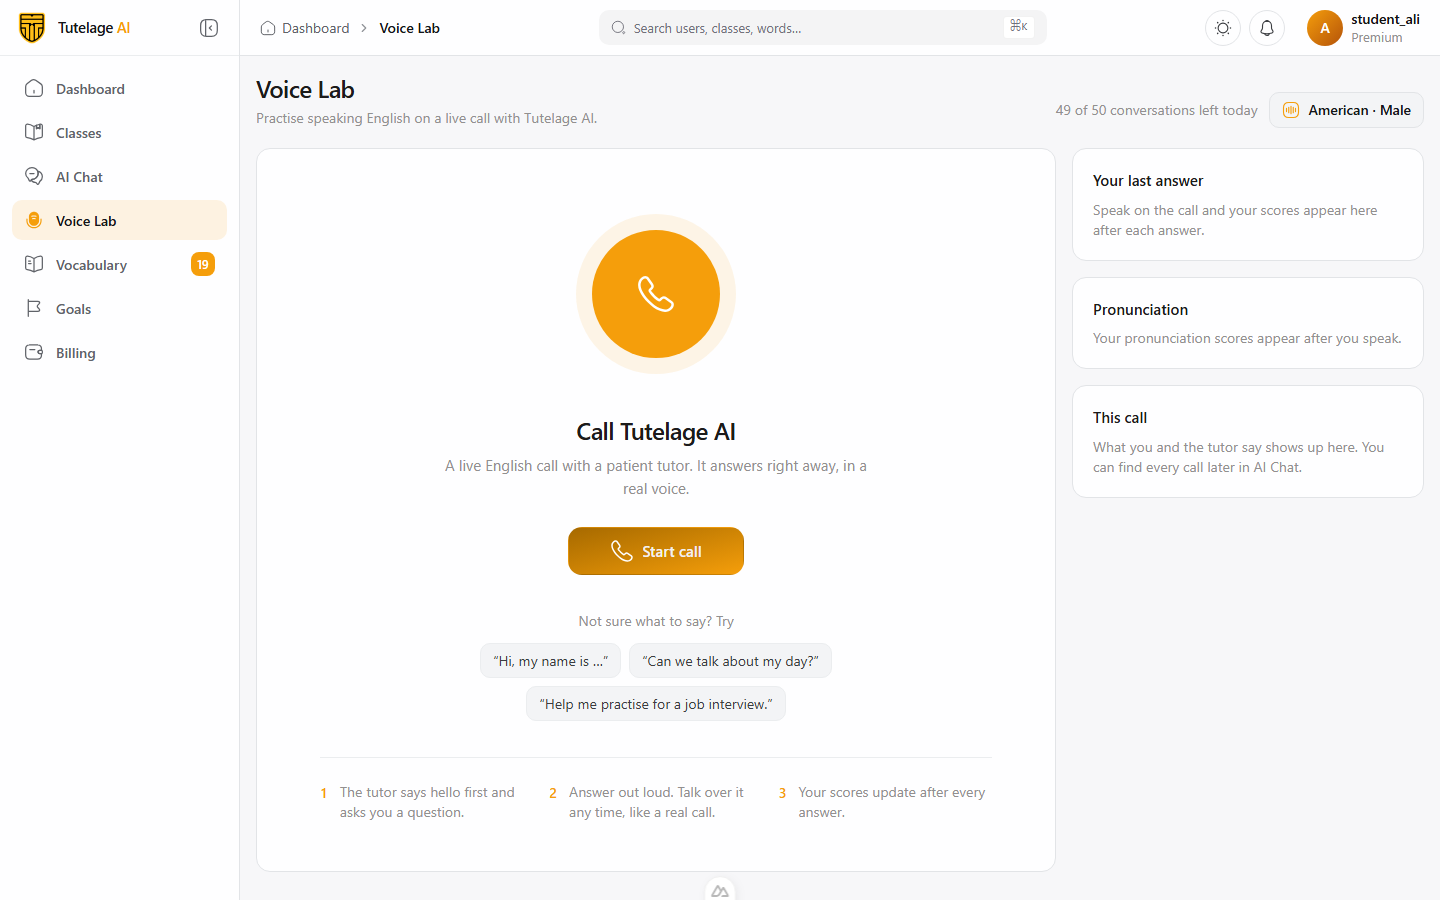 Tutelage AI
Dashboard
Voice Lab
Search users, classes, words...
⌘K
A
student_ali
Premium
Dashboard
Classes
AI Chat
Voice Lab
Vocabulary
19
Goals
Billing
Voice Lab
Practise speaking English on a live call with Tutelage AI.
49 of 50 conversations left today
American · Male
Call Tutelage AI
A live English call with a patient tutor. It answers right away, in a
real voice.
Start call
Not sure what to say? Try
“Hi, my name is ...”
“Can we talk about my day?”
“Help me practise for a job interview.”
1
The tutor says hello first and
asks you a question.
2
Answer out loud. Talk over it
any time, like a real call.
3
Your scores update after every
answer.
Your last answer
Speak on the call and your scores appear here
after each answer.
Pronunciation
Your pronunciation scores appear after you speak.
This call
What you and the tutor say shows up here. You
can find every call later in AI Chat.